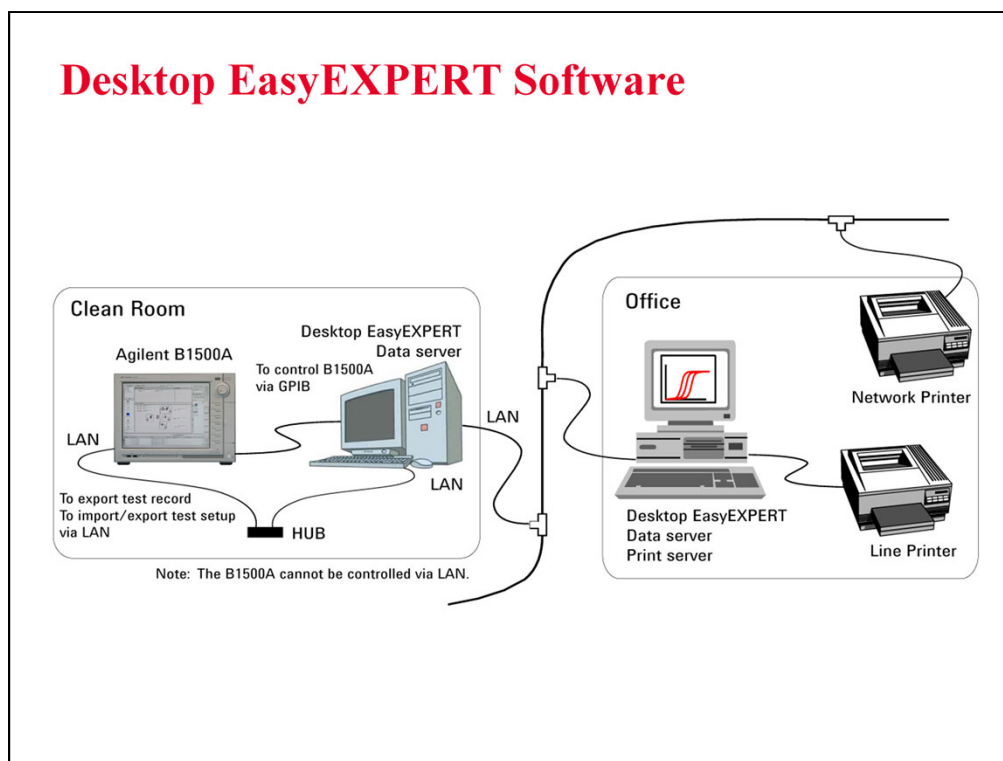 Desktop EasyEXPERT Software
Clean Room
Agilent B1500A
Desktop EasyEXPERT
Data server
To control B1500A
via GPIB
LAN
LAN
LAN
To export test record
To import/export test setup
via LAN
HUB
Note: The B1500A cannot be controlled via LAN.
Office
Network Printer
Desktop EasyEXPERT
Data server
Print server
Line Printer